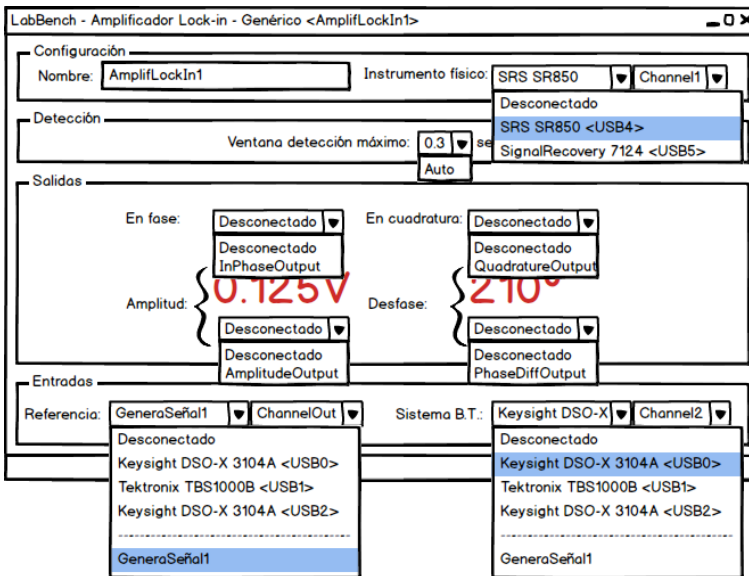 LabBench - Amplificador Lock-in - Genérico <AmplifLockIn1>
Configuración
Nombre: AmplifLockIn1 Instrumento físico: SRS SR850 Channel1
Desconectado
SRS SR850 <USB4>
SignalRecovery 7124 <USB5>
Detección
Ventana detección máximo: 0.3 se
Auto
Salidas
En fase: Desconectado En cuadratura: Desconectado
Desconectado Desconectado
InPhaseOutput QuadratureOutput
Amplitud: 0.125V Desfase: 210°
Desconectado Desconectado
Desconectado Desconectado
AmplitudeOutput PhaseDiffOutput
Entradas
Referencia: GeneraSeñal1 ChannelOut Sistema B.T.: Keysight DSO-X Channel2
Desconectado Desconectado
Keysight DSO-X 3104A <USB0> Keysight DSO-X 3104A <USB0>
Tektronix TBS1000B <USB1> Tektronix TBS1000B <USB1>
Keysight DSO-X 3104A <USB2> Keysight DSO-X 3104A <USB2>
GeneraSeñal1 GeneraSeñal1